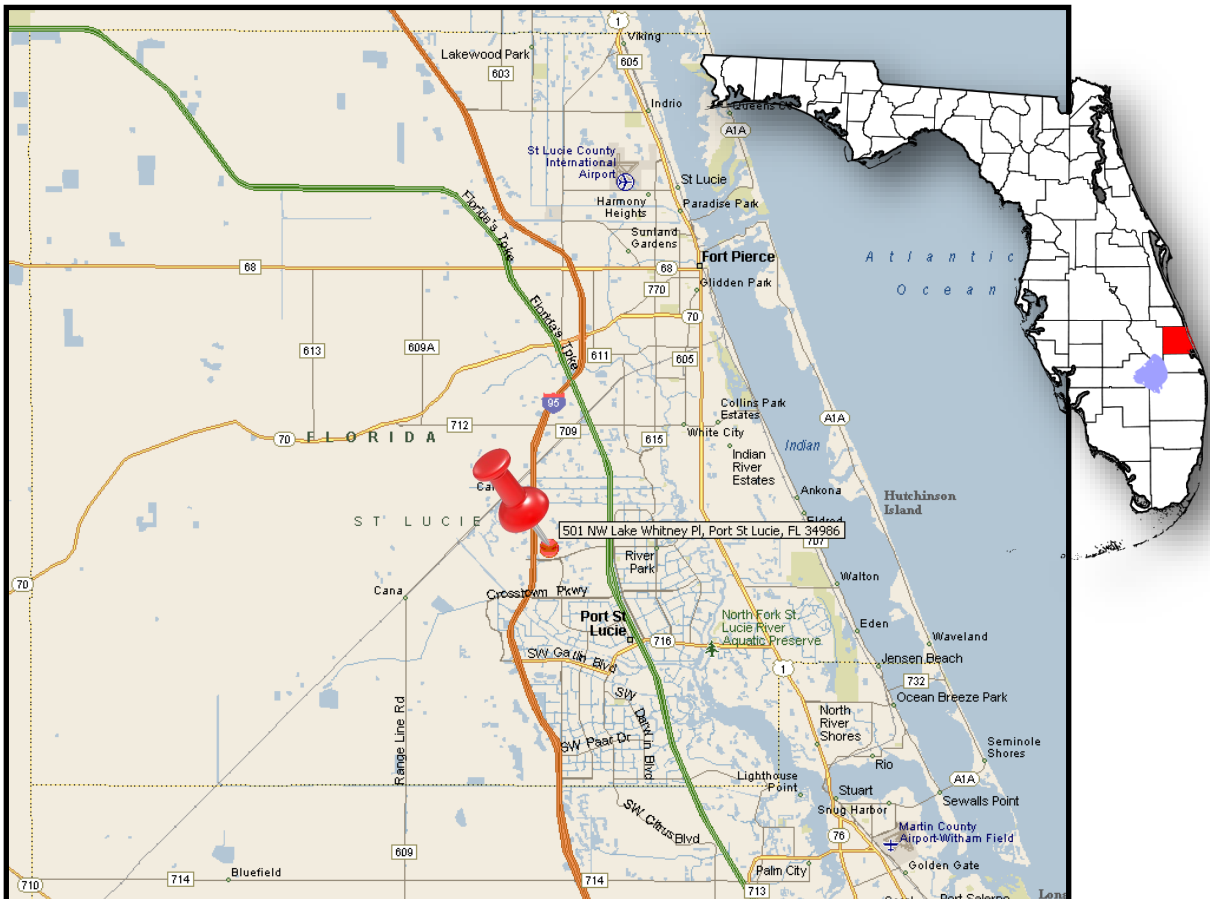 1
Viking
Lakewood Park
605
603
Indrio
Queens C
A1A
St Lucie County
International
Airport
St Lucie
Harmony
Heights
Paradise Park
Florida's Tpke
Sunland
Gardens
Fort Pierce
Atlantic
Ocean
68
68
770
Glidden Park
Florida's Tpke
70
613
609A
611
605
95
Collins Park
Estates
A1A
712
709
615
White City
70
FLORIDA
Indian
Indian
River
Estates
Ca
Ankona
Hutchinson
Island
ST LUCIE
501 NW Lake Whitney Pl, Port St Lucie, FL 34986
707
River
Park
70
Walton
Cana
Crosstown Pkwy
Port St
Lucie
North Fork St.
Lucie River
Aquatic Preserve
716
Eden
Waveland
SW Gatlin Blvd
1
Jensen Beach
732
SW Darwin Blvd
Ocean Breeze Park
Range Line Rd
North
River
Shores
SW Paar Dr
Seminole
Shores
Rio
Lighthouse
Point
A1A
Stuart
Snug Harbor
Sewalls Point
SW Citrus Blvd
76
Martin County
Airport-Witham Field
609
Palm City
Golden Gate
710
714
Bluefield
714
713
Port Salerno